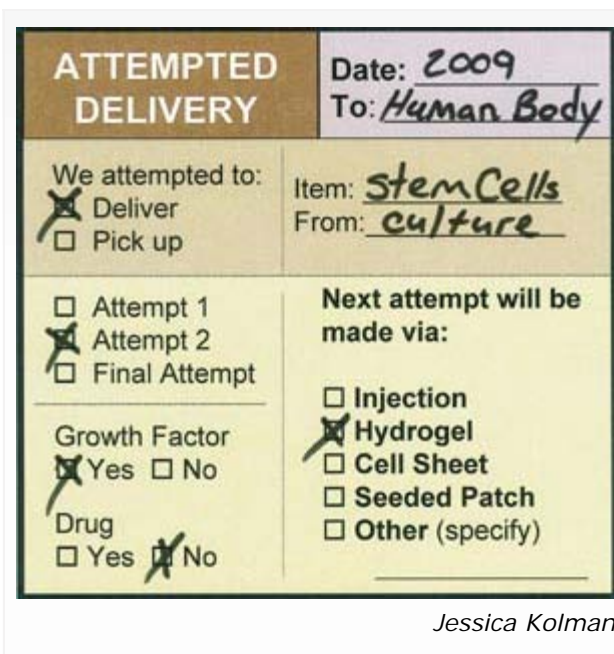 ATTEMPTED
DELIVERY
Date: 2009
To: Human Body
We attempted to:
Deliver
Pick up
Item: Stem Cells
From: culture
Attempt 1
Attempt 2
Final Attempt
Growth Factor
Yes No
Drug
Yes No
Next attempt will be
made via:
Injection
Hydrogel
Cell Sheet
Seeded Patch
Other (specify)
Jessica Kolman